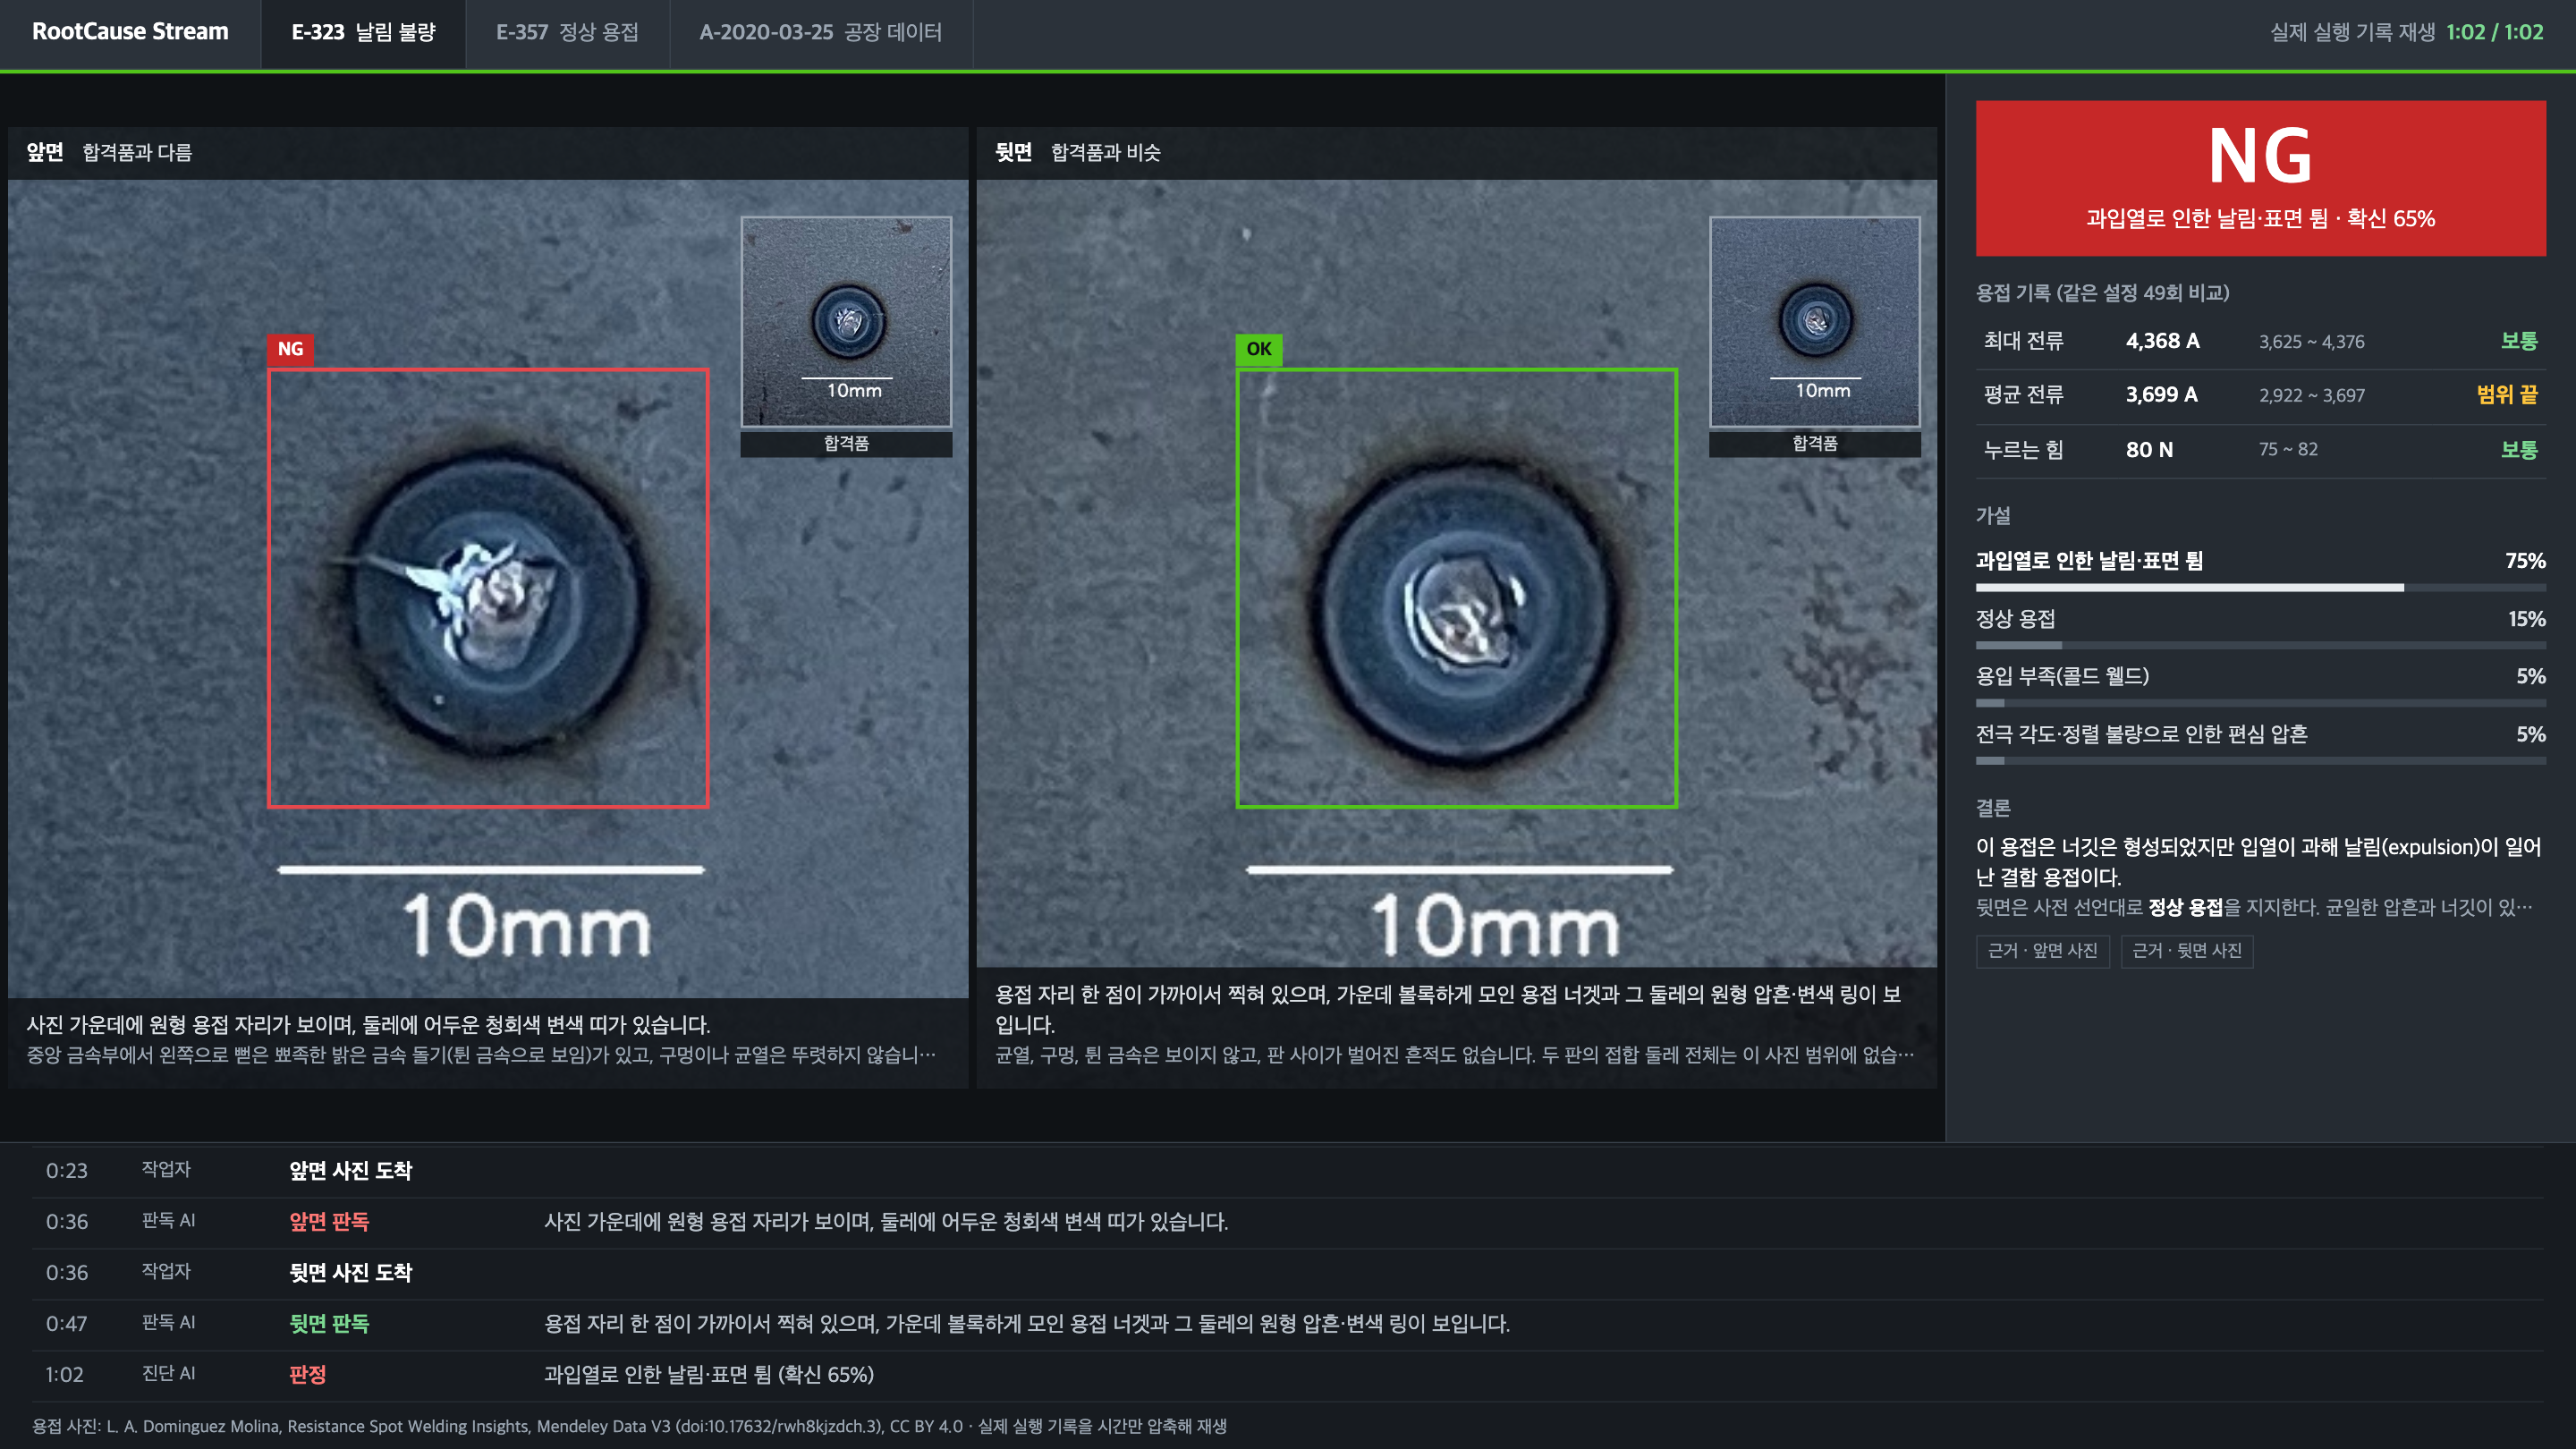 RootCause Stream
E-323 날림 불량
E-357 정상 용접
A-2020-03-25 공장 데이터
실제 실행 기록 재생 1:02 / 1:02
앞면 합격품과 다름
NG
10mm
합격품
10mm
사진 가운데에 원형 용접 자리가 보이며, 둘레에 어두운 청회색 변색 띠가 있습니다.
중앙 금속부에서 왼쪽으로 뻗은 뾰족한 밝은 금속 돌기(튄 금속으로 보임)가 있고, 구멍이나 균열은 뚜렷하지 않습니…
뒷면 합격품과 비슷
OK
10mm
합격품
10mm
용접 자리 한 점이 가까이서 찍혀 있으며, 가운데 볼록하게 모인 용접 너겟과 그 둘레의 원형 압흔·변색 링이 보
입니다.
균열, 구멍, 튄 금속은 보이지 않고, 판 사이가 벌어진 흔적도 없습니다. 두 판의 접합 둘레 전체는 이 사진 범위에 없습…
NG
과입열로 인한 날림·표면 튐 · 확신 65%
용접 기록 (같은 설정 49회 비교)
최대 전류 4,368 A 3,625 ~ 4,376 보통
평균 전류 3,699 A 2,922 ~ 3,697 범위 끝
누르는 힘 80 N 75 ~ 82 보통
가설
과입열로 인한 날림·표면 튐 75%
정상 용접 15%
용입 부족(콜드 웰드) 5%
전극 각도·정렬 불량으로 인한 편심 압흔 5%
결론
이 용접은 너깃은 형성되었지만 입열이 과해 날림(expulsion)이 일어
난 결함 용접이다.
뒷면은 사전 선언대로 정상 용접을 지지한다. 균일한 압흔과 너깃이 있…
근거 · 앞면 사진
근거 · 뒷면 사진
0:23 작업자 앞면 사진 도착
0:36 판독 AI 앞면 판독 사진 가운데에 원형 용접 자리가 보이며, 둘레에 어두운 청회색 변색 띠가 있습니다.
0:36 작업자 뒷면 사진 도착
0:47 판독 AI 뒷면 판독 용접 자리 한 점이 가까이서 찍혀 있으며, 가운데 볼록하게 모인 용접 너겟과 그 둘레의 원형 압흔·변색 링이 보입니다.
1:02 진단 AI 판정 과입열로 인한 날림·표면 튐 (확신 65%)
용접 사진: L. A. Dominguez Molina, Resistance Spot Welding Insights, Mendeley Data V3 (doi:10.17632/rwh8kjzdch.3), CC BY 4.0 · 실제 실행 기록을 시간만 압축해 재생